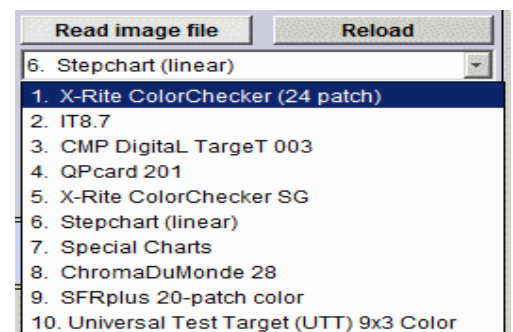 Read image file Reload
6. Stepchart (linear)
1. X-Rite ColorChecker (24 patch)
2. IT8.7
3. CMP DigitaL TargeT 003
4. QPcard 201
5. X-Rite ColorChecker SG
6. Stepchart (linear)
7. Special Charts
8. ChromaDuMonde 28
9. SFRplus 20-patch color
10. Universal Test Target (UTT) 9x3 Color